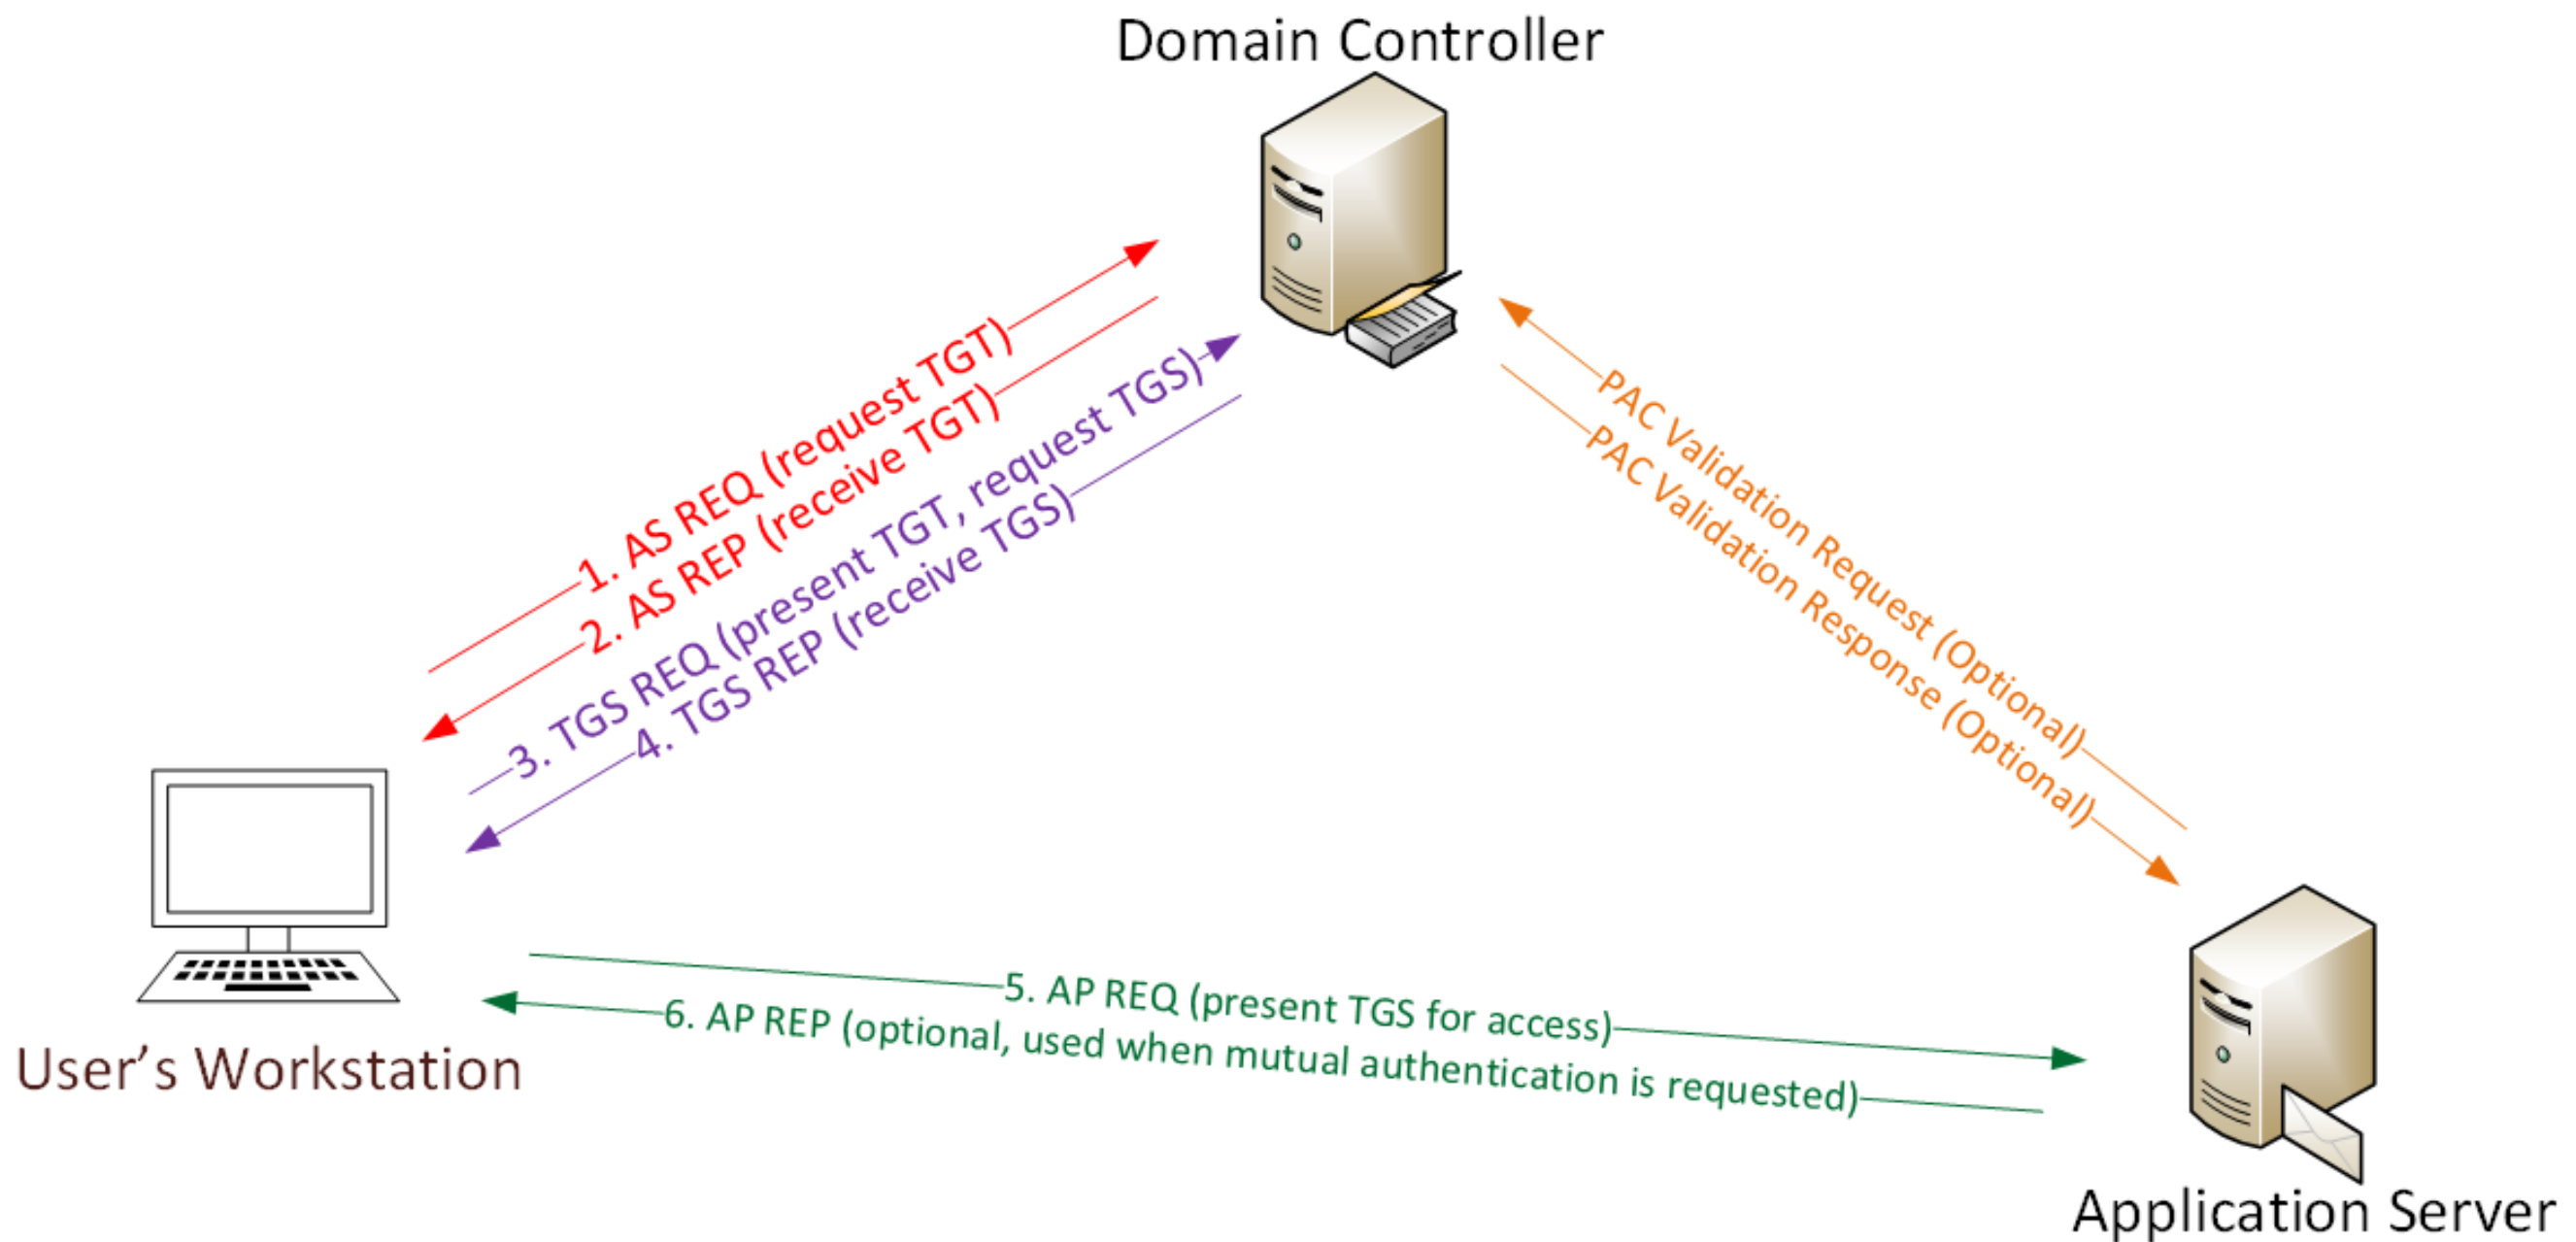 Domain Controller
1. AS REQ (request TGT)
2. AS REP (receive TGT)
3. TGS REQ (present TGT, request TGS)
4. TGS REP (receive TGS)
PAC Validation Request (Optional)
PAC Validation Response (Optional)
5. AP REQ (present TGS for access)
6. AP REP (optional, used when mutual authentication is requested)
User’s Workstation
Application Server